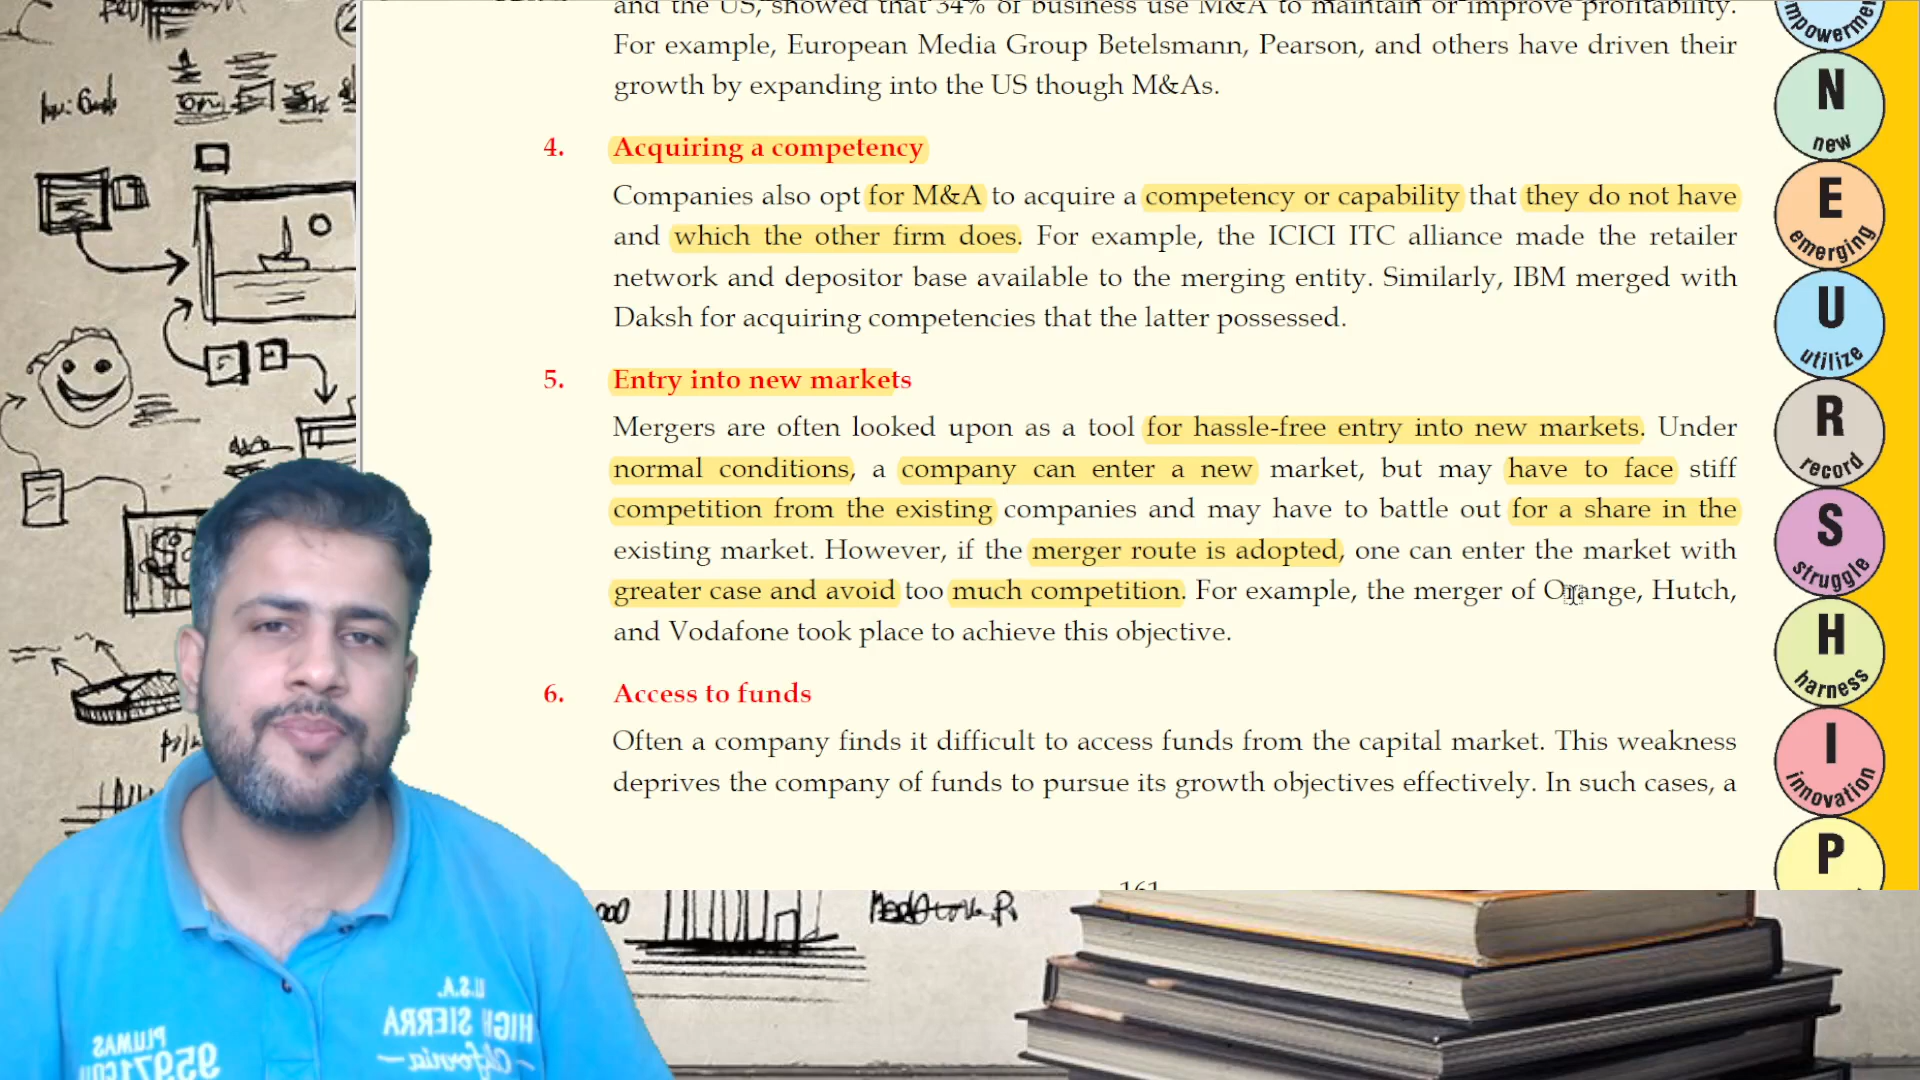 and the US, showed that 34% of business use M&A to maintain or improve profitability.
For example, European Media Group Betelsmann, Pearson, and others have driven their
growth by expanding into the US though M&As.
4. Acquiring a competency
Companies also opt for M&A to acquire a competency or capability that they do not have
and which the other firm does. For example, the ICICI ITC alliance made the retailer
network and depositor base available to the merging entity. Similarly, IBM merged with
Daksh for acquiring competencies that the latter possessed.
5. Entry into new markets
Mergers are often looked upon as a tool for hassle-free entry into new markets. Under
normal conditions, a company can enter a new market, but may have to face stiff
competition from the existing companies and may have to battle out for a share in the
existing market. However, if the merger route is adopted, one can enter the market with
greater case and avoid too much competition. For example, the merger of Orange, Hutch,
and Vodafone took place to achieve this objective.
6. Access to funds
Often a company finds it difficult to access funds from the capital market. This weakness
deprives the company of funds to pursue its growth objectives effectively. In such cases, a
161
empowerment
N
new
E
emerging
U
utilize
R
record
S
struggle
H
harness
I
innovation
P
U.S.A.
HIGH SIERRA
California
PLUMAS